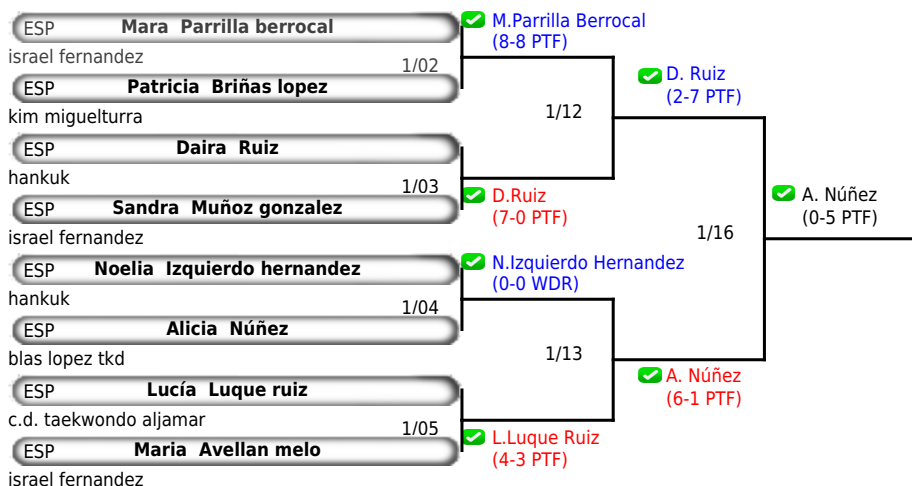 ESP Mara Parrilla berrocal
M.Parrilla Berrocal
(8-8 PTF)
israel fernandez
1/02
D. Ruiz
(2-7 PTF)
ESP Patricia Briñas lopez
kim miguelturra
1/12
ESP Daira Ruiz
hankuk
1/03
D.Ruiz
(7-0 PTF)
A. Núñez
(0-5 PTF)
ESP Sandra Muñoz gonzalez
israel fernandez
1/16
ESP Noelia Izquierdo hernandez
N.Izquierdo Hernandez
(0-0 WDR)
hankuk
1/04
ESP Alicia Núñez
blas lopez tkd
1/13
A. Núñez
(6-1 PTF)
ESP Lucía Luque ruiz
c.d. taekwondo aljamar
1/05
L.Luque Ruiz
(4-3 PTF)
ESP Maria Avellan melo
israel fernandez